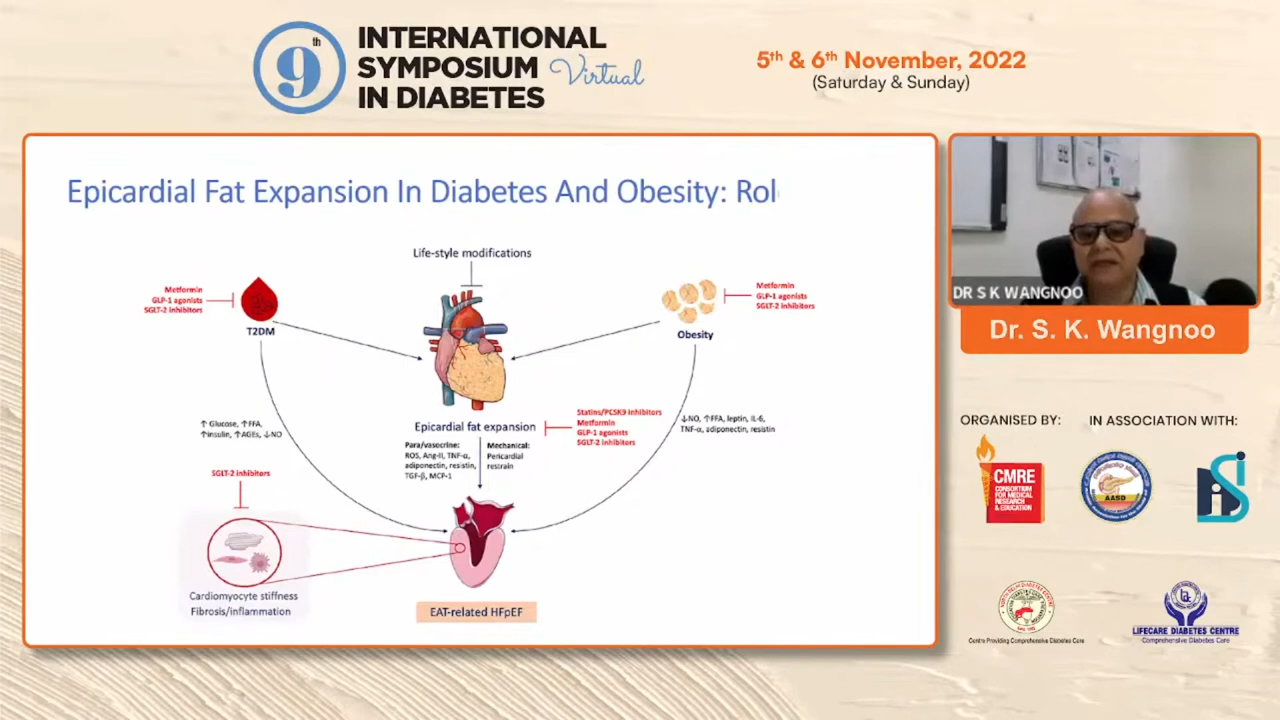 9th
INTERNATIONAL
SYMPOSIUM Virtual
IN DIABETES
5th & 6th November, 2022
(Saturday & Sunday)
Epicardial Fat Expansion In Diabetes And Obesity: Rol
Life-style modifications
Metformin
GLP-1 agonists
SGLT-2 inhibitors
T2DM
Metformin
GLP-1 agonists
SGLT-2 inhibitors
Obesity
↑ Glucose, ↑FFA,
↑insulin, ↑AGEs, ↓NO
Epicardial fat expansion
Statins/PCSK9 inhibitors
Metformin
GLP-1 agonists
SGLT-2 inhibitors
↓NO, ↑FFA, leptin, IL-6,
TNF-α, adiponectin, resistin
Para/vasocrine:
ROS, Ang-II, TNF-α,
adiponectin, resistin,
TGF-β, MCP-1
Mechanical:
Pericardial
restrain
SGLT-2 inhibitors
Cardiomyocyte stiffness
Fibrosis/inflammation
EAT-related HFpEF
DR S K WANGNOO
Dr. S. K. Wangnoo
ORGANISED BY:
IN ASSOCIATION WITH:
CMRE
CONSORTIUM
FOR MEDICAL
RESEARCH
& EDUCATION
AASD
Centre Providing Comprehensive Diabetes Care
LIFECARE DIABETES CENTRE
Comprehensive Diabetes Care